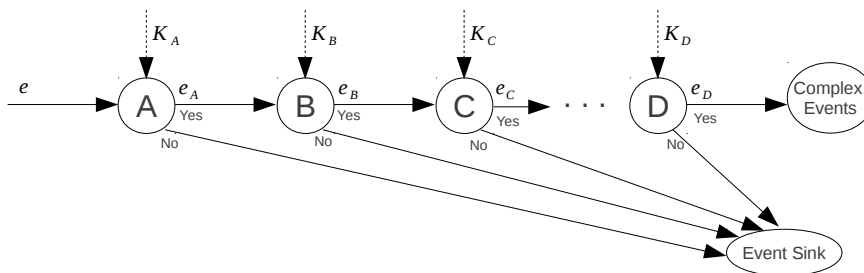 K_A K_B K_C K_D
e A e_A B e_B C e_C . . . D e_D Complex
Events
Yes Yes Yes Yes
No No No No
Event Sink